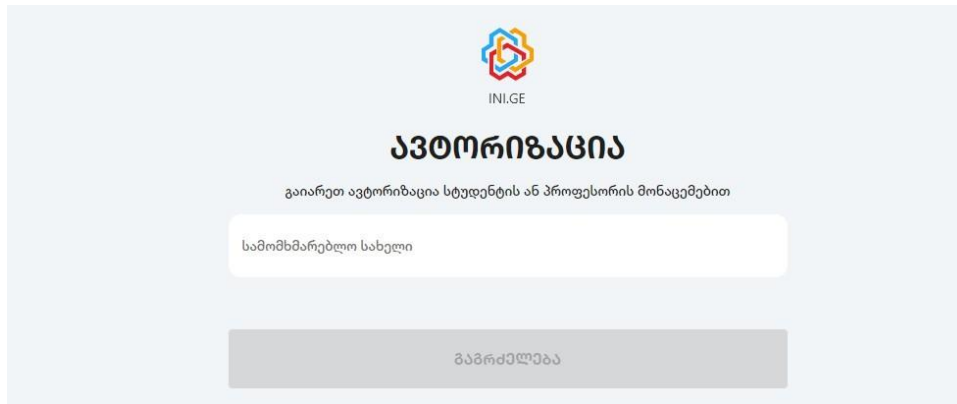 INI.GE
ავტორიზაცია
გაიარეთ ავტორიზაცია სტუდენტის ან პროფესორის მონაცემებით
სამომხმარებლო სახელი
გაგრძელება